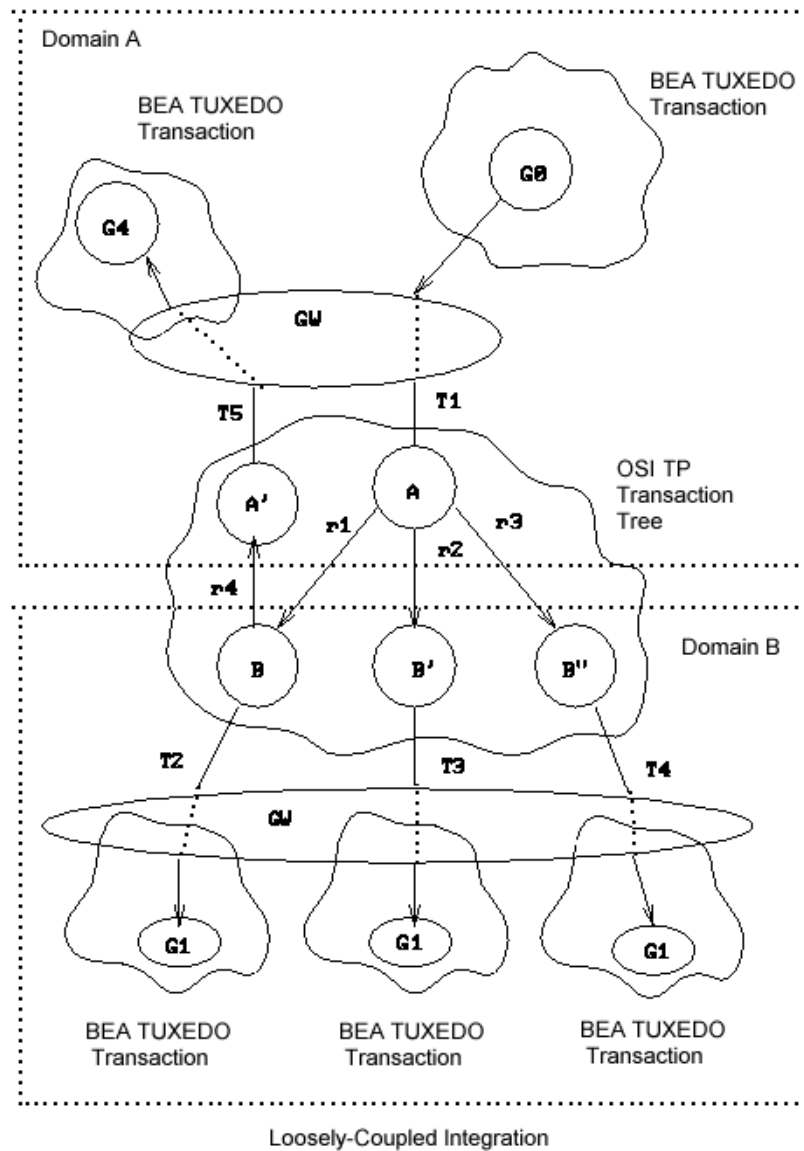 Domain A
BEA TUXEDO
Transaction
BEA TUXEDO
Transaction
G0
G4
GW
T5
T1
OSI TP
Transaction
Tree
A'
A
r1
r2
r3
r4
Domain B
B
B'
B"
T2
T3
T4
GW
G1
G1
G1
BEA TUXEDO
Transaction
BEA TUXEDO
Transaction
BEA TUXEDO
Transaction
Loosely-Coupled Integration